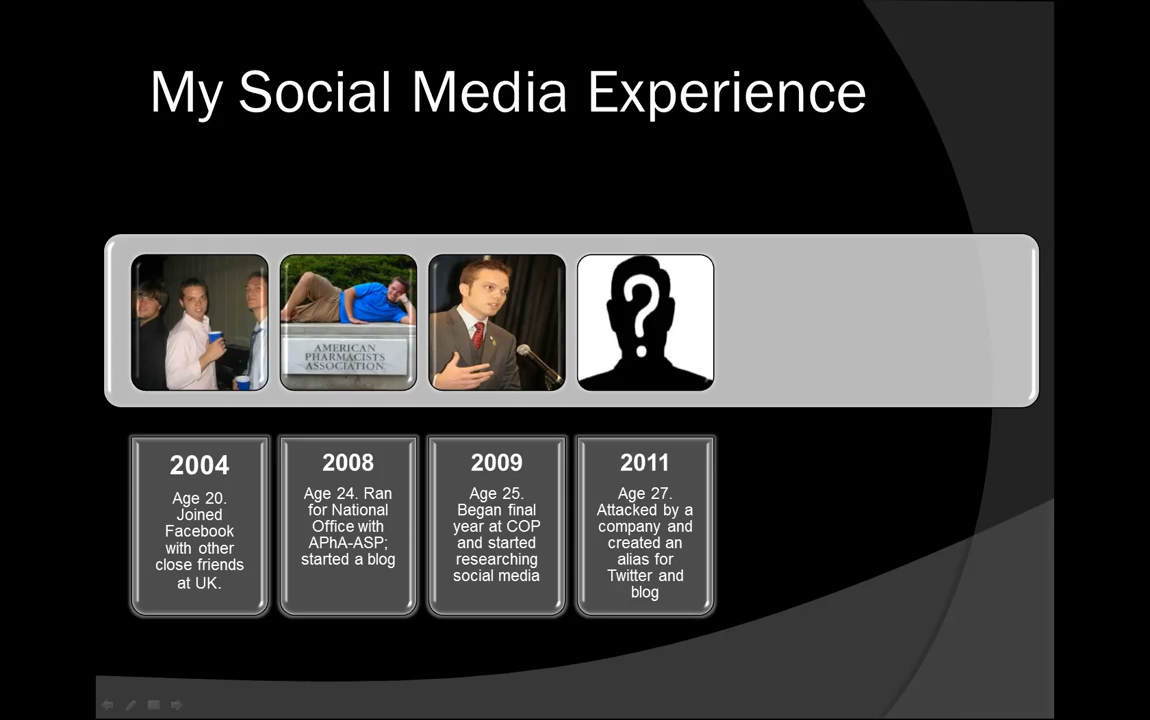 My Social Media Experience
AMERICAN
PHARMACISTS
ASSOCIATION
?
2004
Age 20.
Joined
Facebook
with other
close friends
at UK.
2008
Age 24. Ran
for National
Office with
APhA-ASP;
started a blog
2009
Age 25.
Began final
year at COP
and started
researching
social media
2011
Age 27.
Attacked by a
company and
created an
alias for
Twitter and
blog